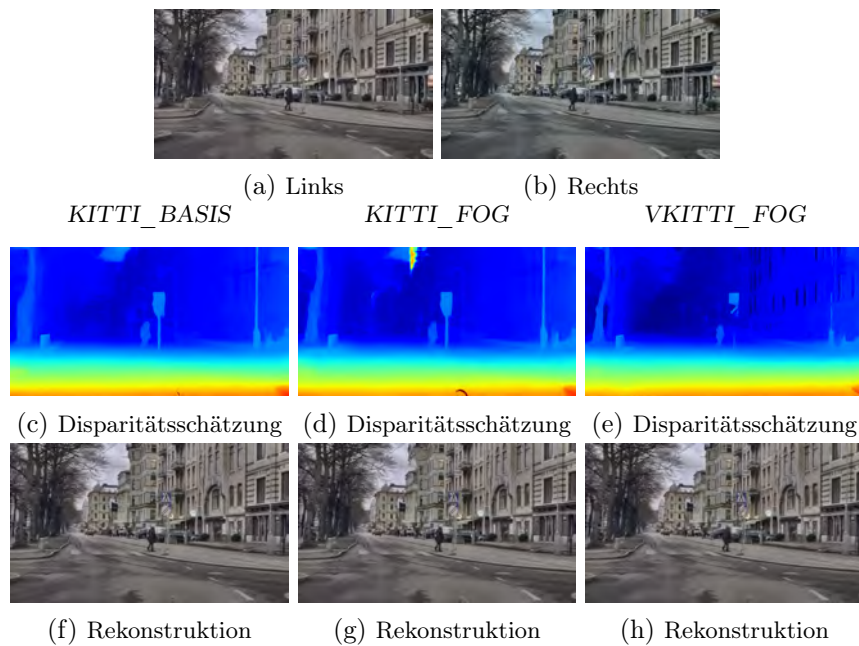 (a) Links
(b) Rechts
KITTI_BASIS
KITTI_FOG
VKITTI_FOG
(c) Disparitätsschätzung
(d) Disparitätsschätzung
(e) Disparitätsschätzung
(f) Rekonstruktion
(g) Rekonstruktion
(h) Rekonstruktion